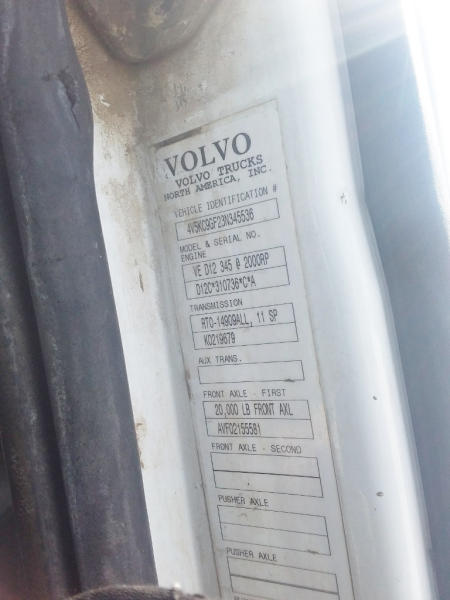 VOLVO
VOLVO TRUCKS
NORTH AMERICA, INC.
VEHICLE IDENTIFICATION #
4V5KC9GF23N345536
MODEL & SERIAL NO.
ENGINE
VE D12 345 @ 2000RP
D12C*310736*C*A
TRANSMISSION
RTO-14909ALL, 11 SP
K0219679
AUX TRANS.
FRONT AXLE - FIRST
20,000 LB FRONT AXL
AVF02155581
FRONT AXLE - SECOND
PUSHER AXLE
PUSHER AXLE